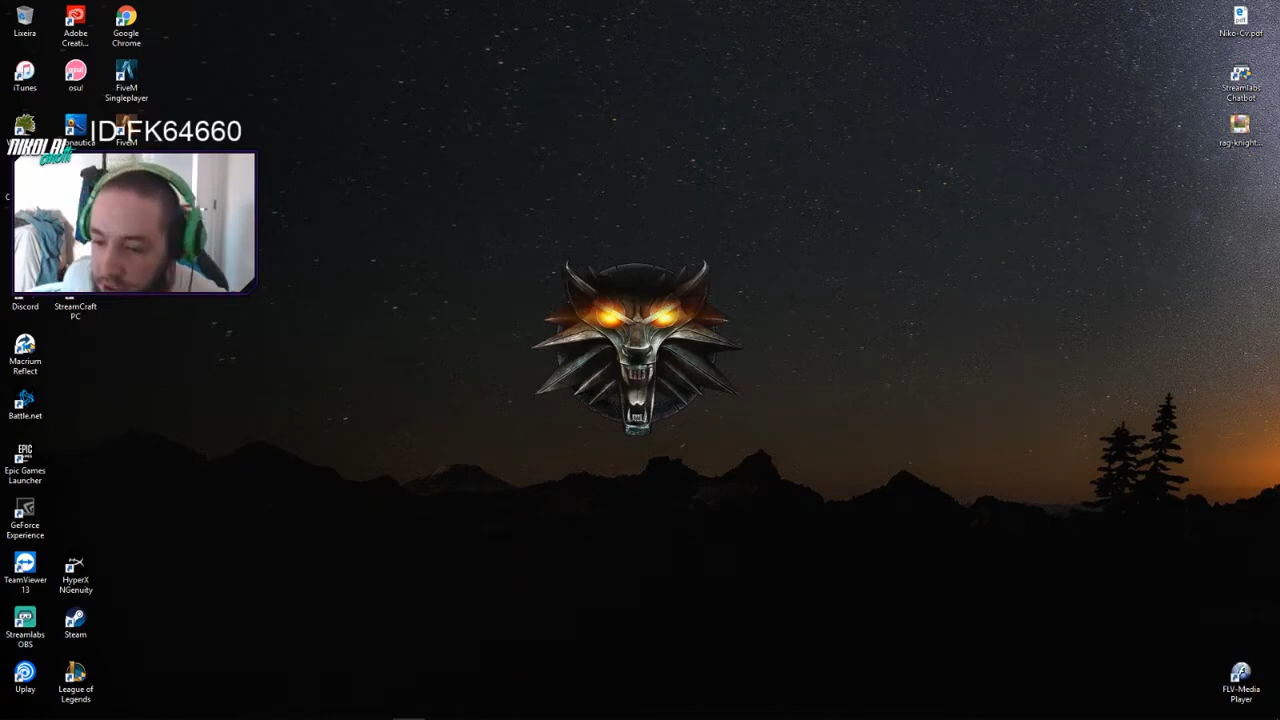 Lixeira
Adobe
Creati...
Google
Chrome
iTunes
osu!
FiveM
Singleplayer
FiveM
ID-FK64660
NIKOLAI
Discord
StreamCraft
PC
Macrium
Reflect
Battle.net
Epic Games
Launcher
GeForce
Experience
TeamViewer
13
HyperX
NGenuity
Streamlabs
OBS
Steam
Uplay
League of
Legends
Niko-Cv.pdf
Streamlabs
Chatbot
rag-knight...
FLV-Media
Player